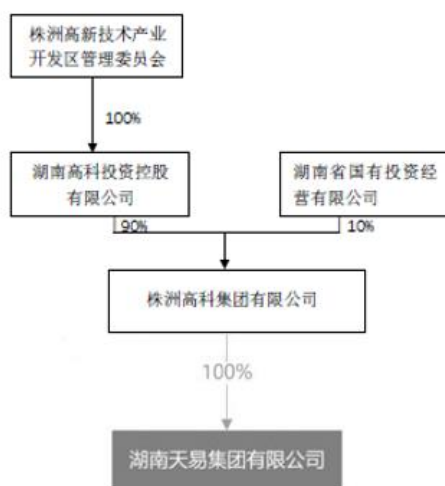 株洲高新技术产业
开发区管理委员会
100%
湖南高科投资控股
有限公司
湖南省国有投资经
营有限公司
90%
10%
株洲高科集团有限公司
100%
湖南天易集团有限公司